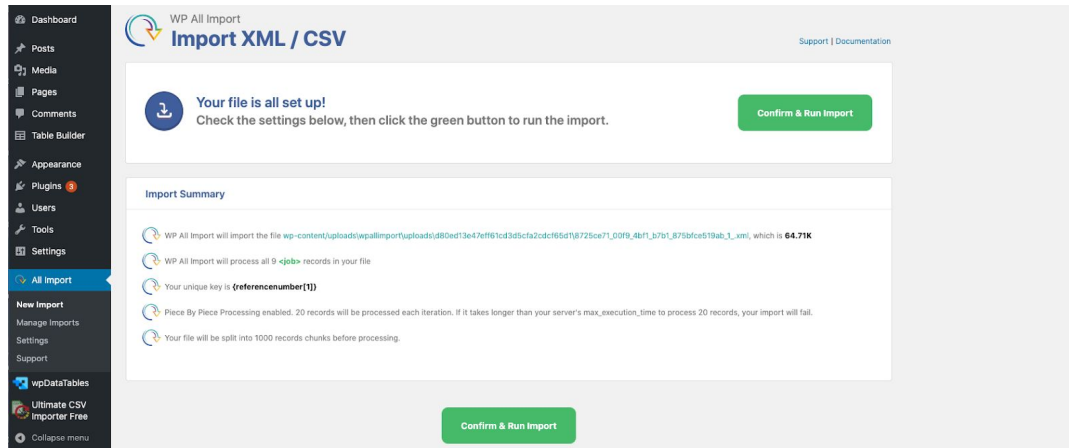 Dashboard
Posts
Media
Pages
Comments
Table Builder
Appearance
Plugins 3
Users
Tools
Settings
All Import
New Import
Manage Imports
Settings
Support
wpDataTables
Ultimate CSV
Importer Free
Collapse menu
WP All Import
Import XML / CSV
Support | Documentation
Your file is all set up!
Check the settings below, then click the green button to run the import.
Confirm & Run Import
Import Summary
WP All Import will import the file wp-content/uploads\wpallimport\uploads\d80ed13e47eff61cd3d5cfa2cdcf65d1\8725ce71_00f9_4bf1_b7b1_875bfce519ab_1_.xml, which is 64.71K
WP All Import will process all 9 <job> records in your file
Your unique key is {referencenumber[1]}
Piece By Piece Processing enabled. 20 records will be processed each iteration. If it takes longer than your server's max_execution_time to process 20 records, your import will fail.
Your file will be split into 1000 records chunks before processing.
Confirm & Run Import